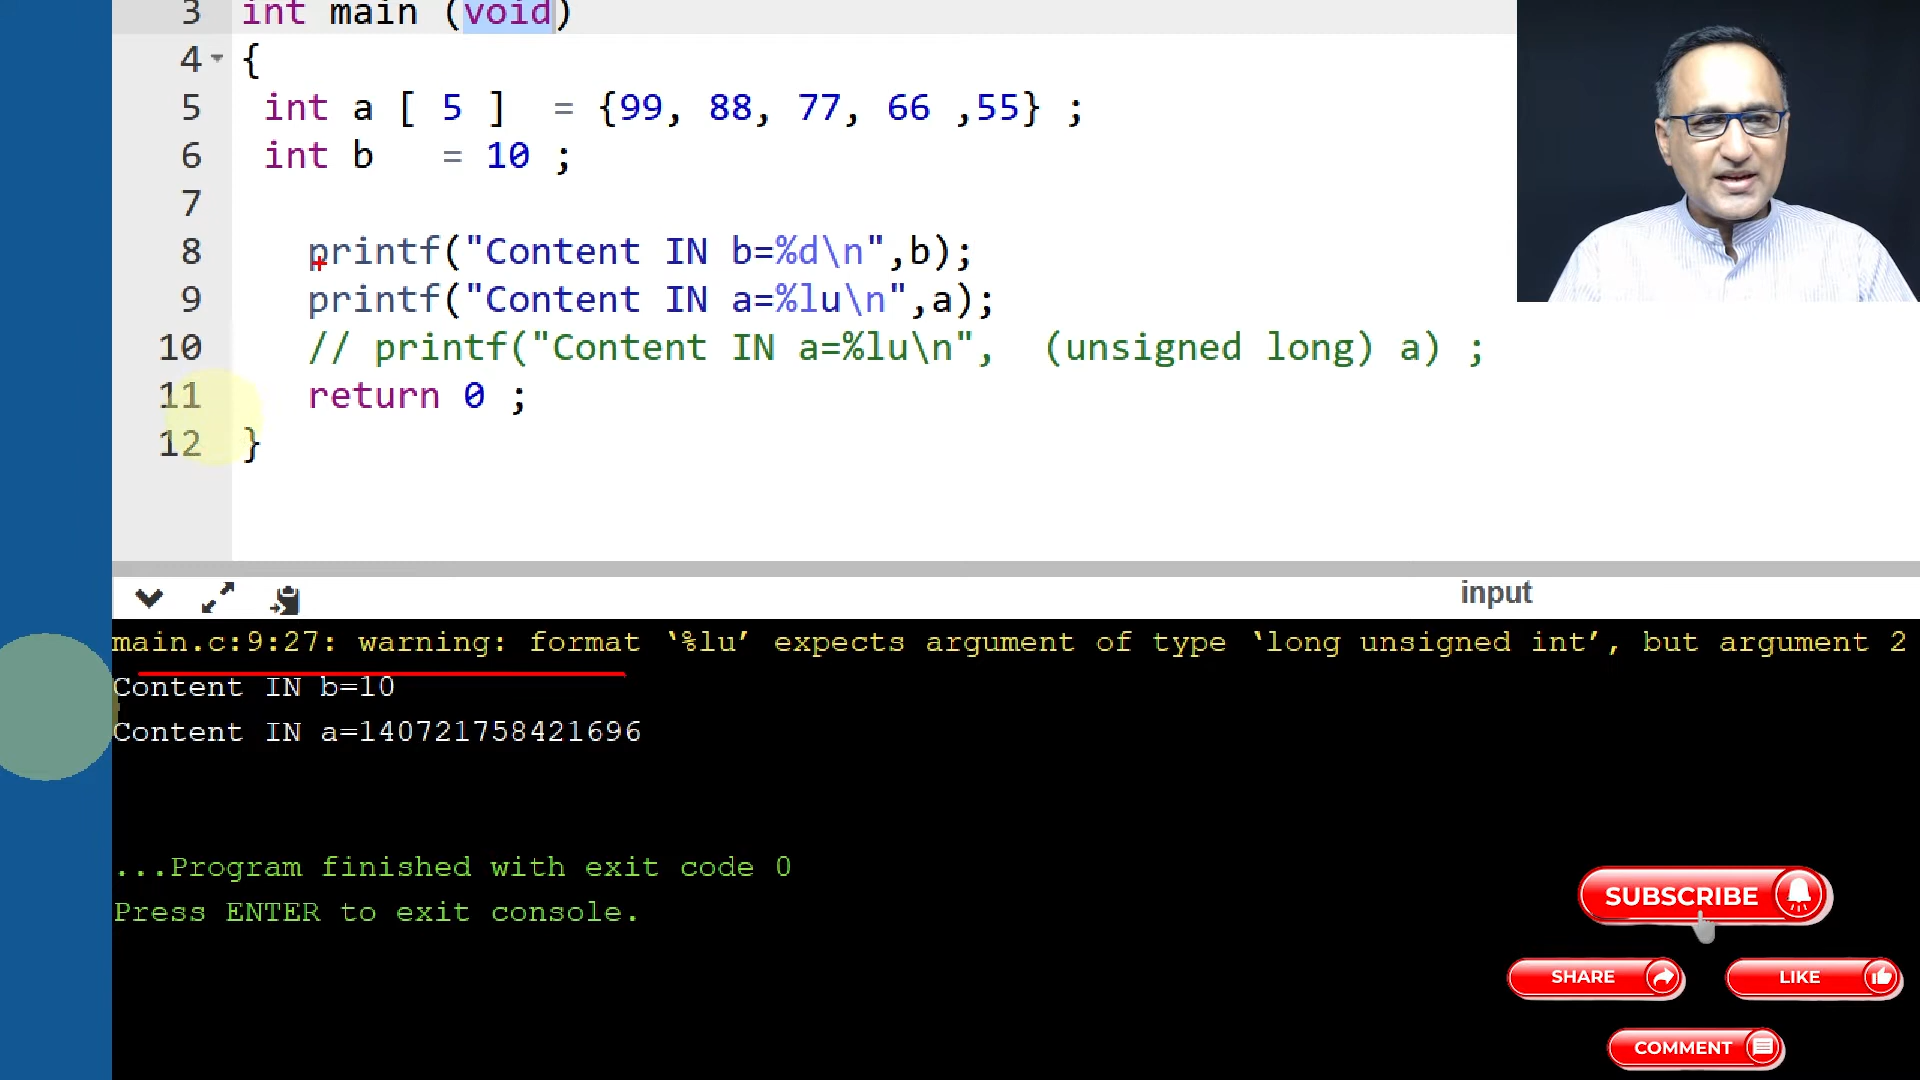 3 int main (void)
4 {
5 int a [ 5 ] = {99, 88, 77, 66 ,55} ;
6 int b = 10 ;
7
8 printf("Content IN b=%d\n",b);
9 printf("Content IN a=%lu\n",a);
10 // printf("Content IN a=%lu\n", (unsigned long) a) ;
11 return 0 ;
12 }
input
main.c:9:27: warning: format ‘%lu’ expects argument of type ‘long unsigned int’, but argument 2
Content IN b=10
Content IN a=140721758421696
...Program finished with exit code 0
Press ENTER to exit console.
SUBSCRIBE
SHARE
LIKE
COMMENT